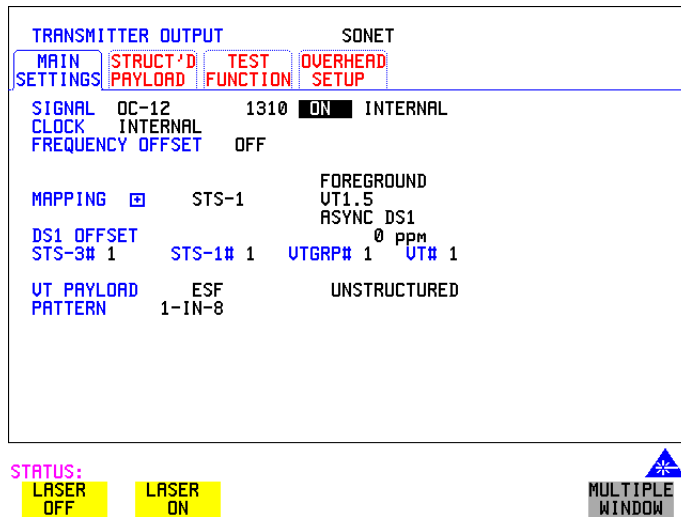 TRANSMITTER OUTPUT SONET
MAIN SETTINGS STRUCT'D PAYLOAD TEST FUNCTION OVERHEAD SETUP
SIGNAL OC-12 1310 ON INTERNAL
CLOCK INTERNAL
FREQUENCY OFFSET OFF
FOREGROUND
MAPPING + STS-1 VT1.5
ASYNC DS1
DS1 OFFSET 0 ppm
STS-3# 1 STS-1# 1 VTGRP# 1 VT# 1
VT PAYLOAD ESF UNSTRUCTURED
PATTERN 1-IN-8
STATUS:
LASER OFF LASER ON MULTIPLE WINDOW